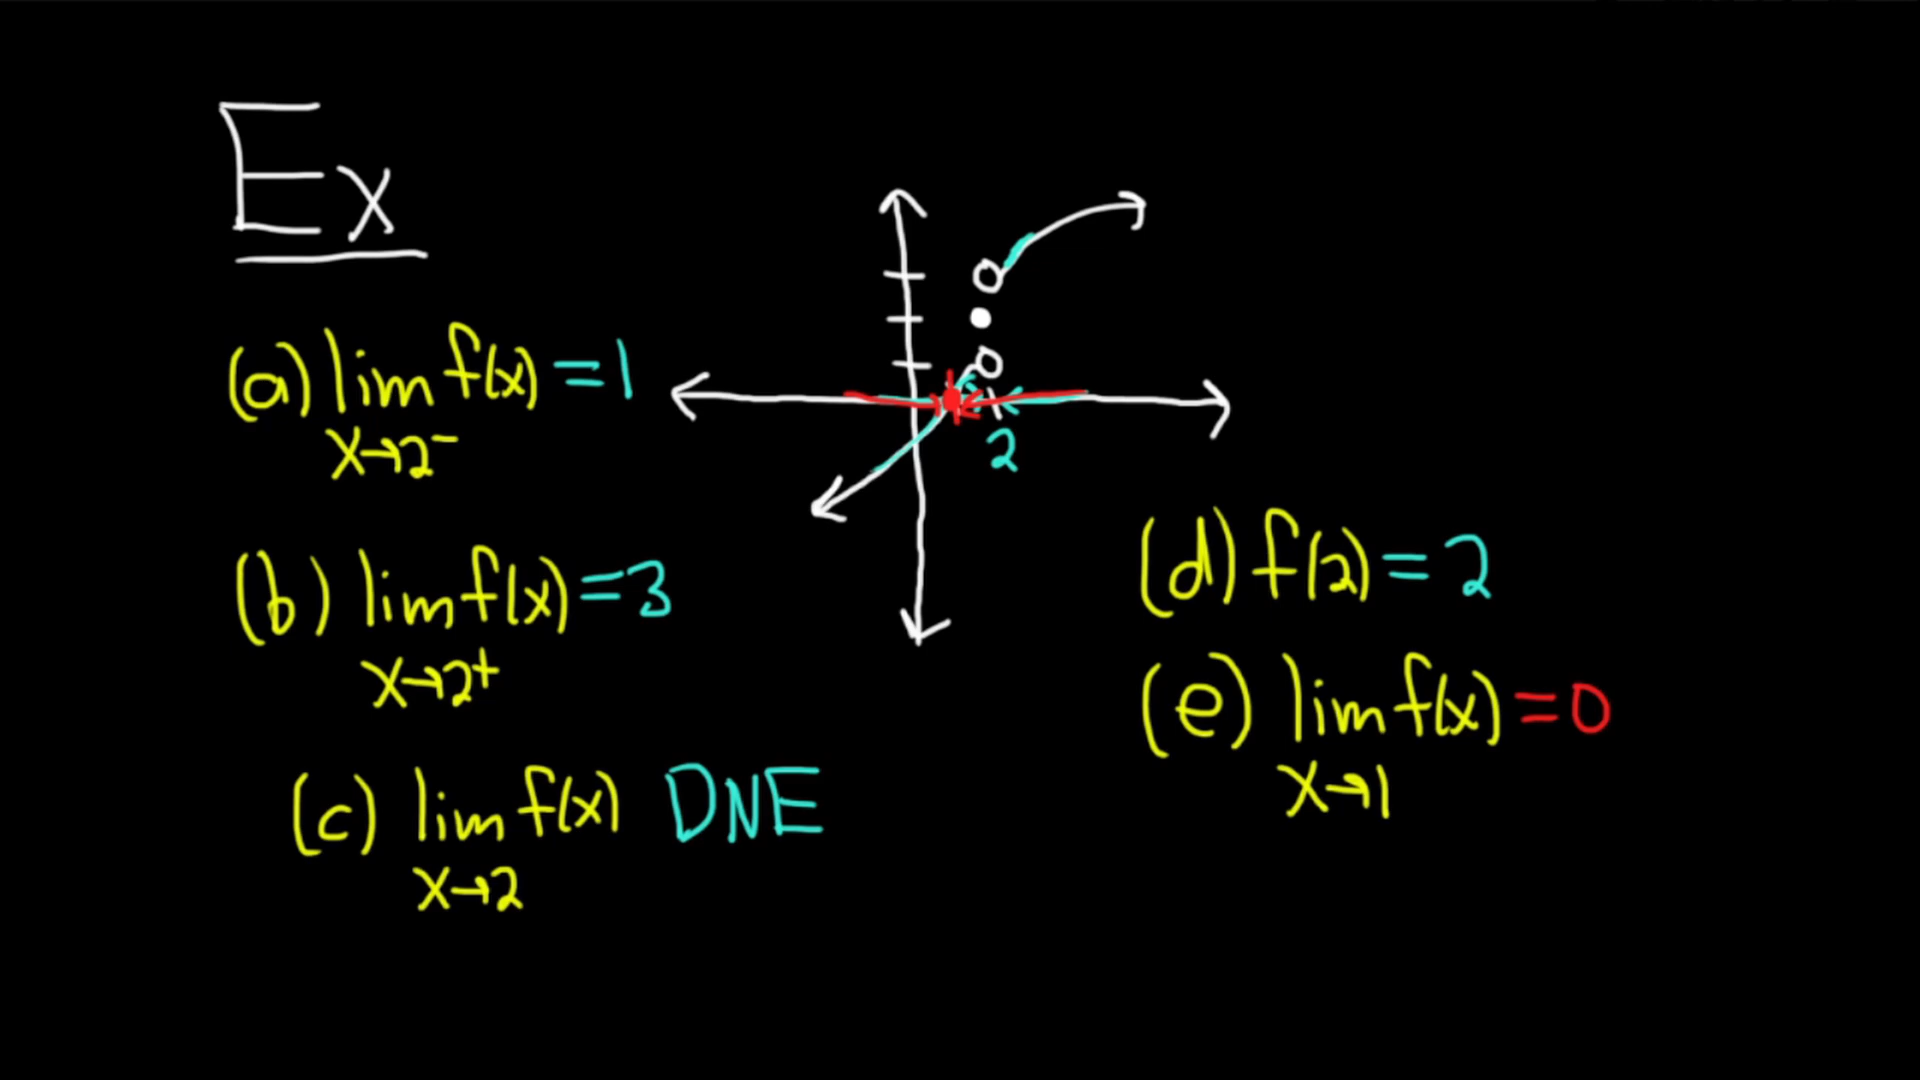 Ex
(a) lim f(x) = 1
x→2⁻
2
(b) lim f(x) = 3
x→2⁺
(c) lim f(x) DNE
x→2
(d) f(2) = 2
(e) lim f(x) = 0
x→1